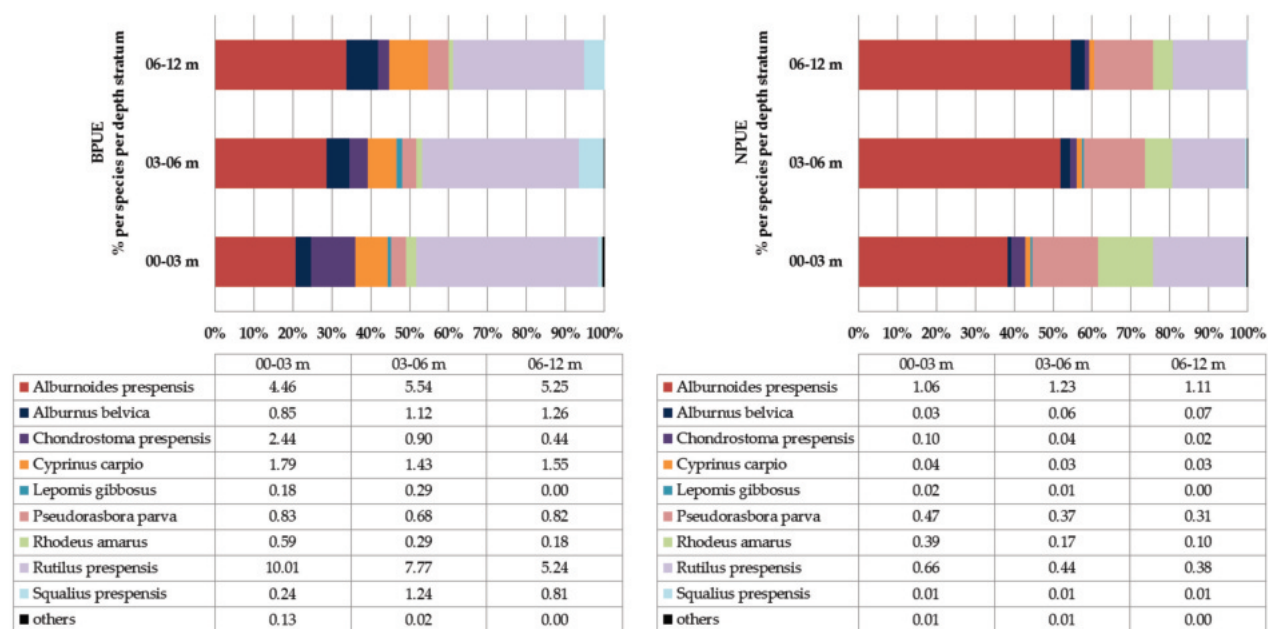 BPUE
% per species per depth stratum
06-12 m
03-06 m
00-03 m
0% 10% 20% 30% 40% 50% 60% 70% 80% 90% 100%
00-03 m 03-06 m 06-12 m
Alburnoides prespensis 4.46 5.54 5.25
Alburnus belvica 0.85 1.12 1.26
Chondrostoma prespensis 2.44 0.90 0.44
Cyprinus carpio 1.79 1.43 1.55
Lepomis gibbosus 0.18 0.29 0.00
Pseudorasbora parva 0.83 0.68 0.82
Rhodeus amarus 0.59 0.29 0.18
Rutilus prespensis 10.01 7.77 5.24
Squalius prespensis 0.24 1.24 0.81
others 0.13 0.02 0.00
NPUE
% per species per depth stratum
06-12 m
03-06 m
00-03 m
0% 10% 20% 30% 40% 50% 60% 70% 80% 90% 100%
00-03 m 03-06 m 06-12 m
Alburnoides prespensis 1.06 1.23 1.11
Alburnus belvica 0.03 0.06 0.07
Chondrostoma prespensis 0.10 0.04 0.02
Cyprinus carpio 0.04 0.03 0.03
Lepomis gibbosus 0.02 0.01 0.00
Pseudorasbora parva 0.47 0.37 0.31
Rhodeus amarus 0.39 0.17 0.10
Rutilus prespensis 0.66 0.44 0.38
Squalius prespensis 0.01 0.01 0.01
others 0.01 0.01 0.00